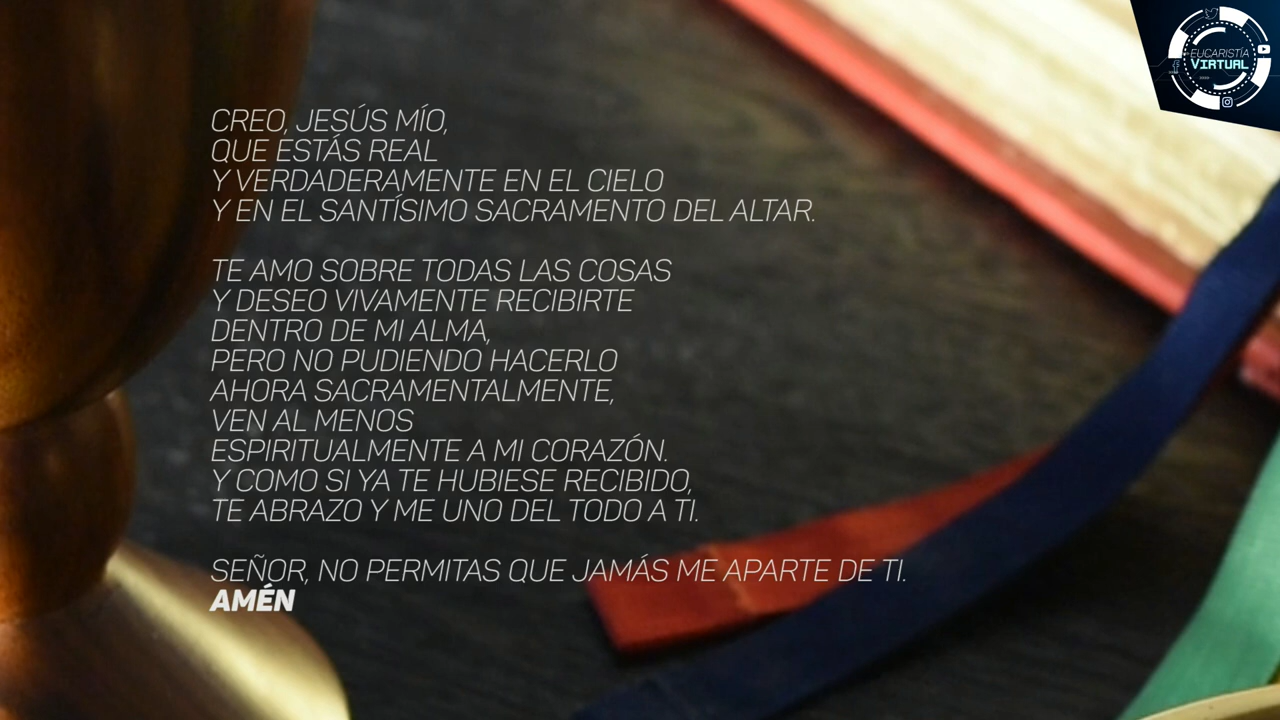 EUCARISTÍA
VIRTUAL
CREO, JESÚS MÍO,
QUE ESTÁS REAL
Y VERDADERAMENTE EN EL CIELO
Y EN EL SANTÍSIMO SACRAMENTO DEL ALTAR.
TE AMO SOBRE TODAS LAS COSAS
Y DESEO VIVAMENTE RECIBIRTE
DENTRO DE MI ALMA,
PERO NO PUDIENDO HACERLO
AHORA SACRAMENTALMENTE,
VEN AL MENOS
ESPIRITUALMENTE A MI CORAZÓN.
Y COMO SI YA TE HUBIESE RECIBIDO,
TE ABRAZO Y ME UNO DEL TODO A TI.
SEÑOR, NO PERMITAS QUE JAMÁS ME APARTE DE TI.
AMÉN